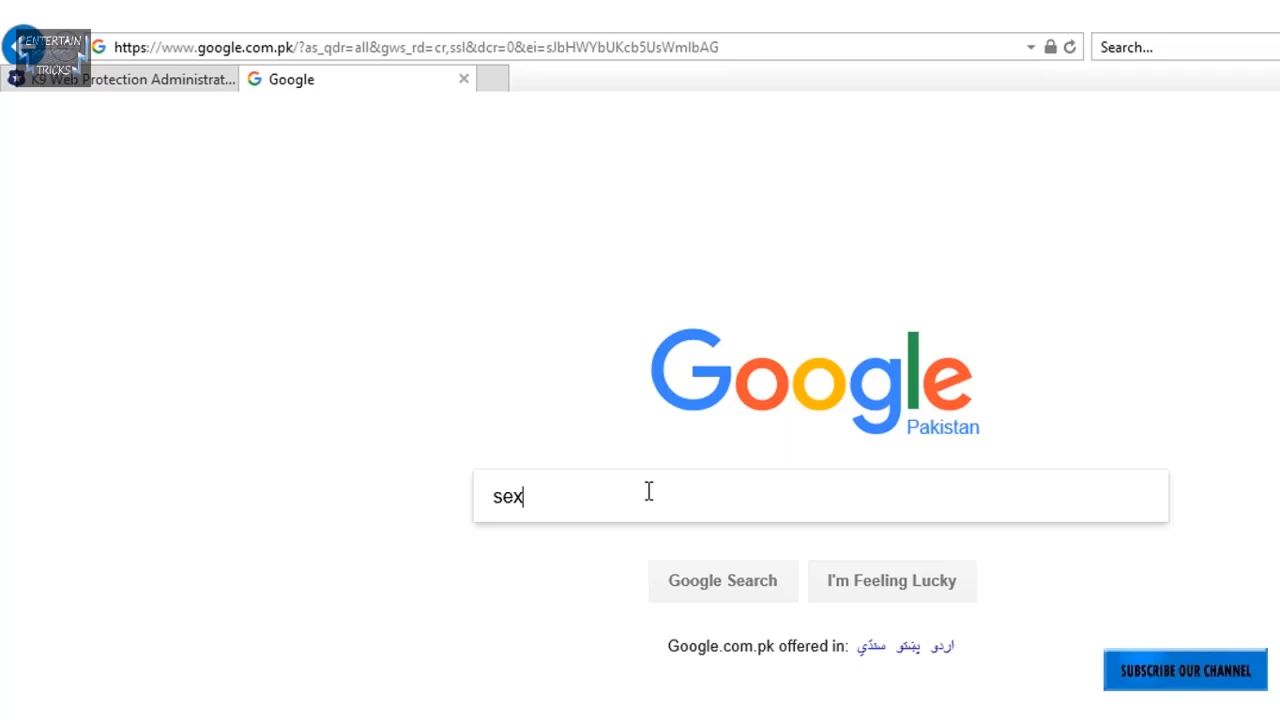 ENTERTAIN
TRICKS
https://www.google.com.pk/?as_qdr=all&gws_rd=cr,ssl&dcr=0&ei=sJbHWYbUKcb5UsWmIbAG
Search...
K9 Web Protection Administrat...
Google
Google
Pakistan
sex
Google Search
I'm Feeling Lucky
Google.com.pk offered in: اردو پښتو سنڌي
SUBSCRIBE OUR CHANNEL